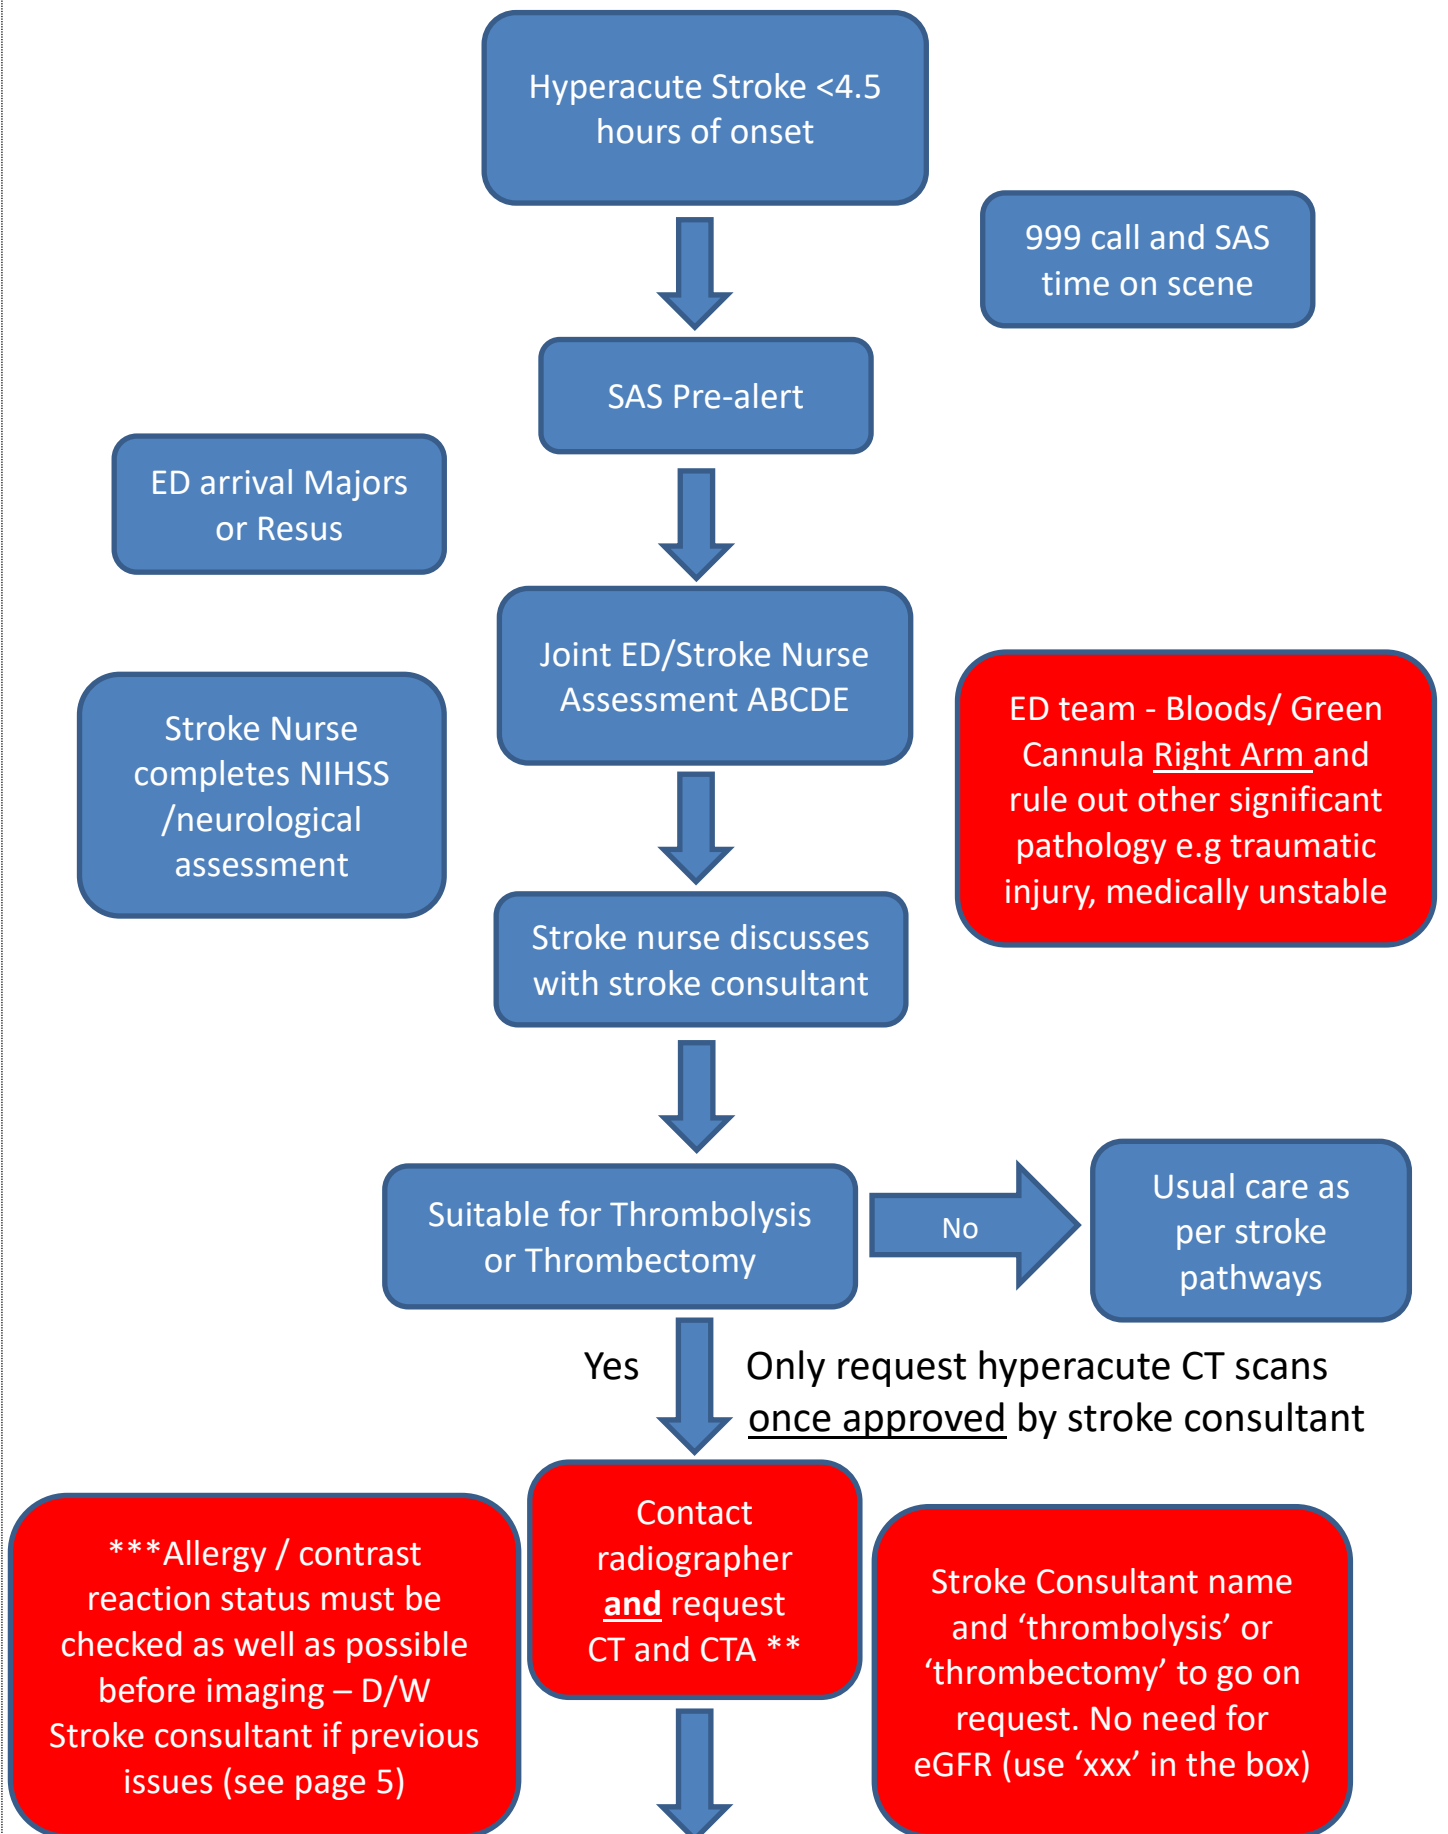 Hyperacute Stroke <4.5
hours of onset
999 call and SAS
time on scene
SAS Pre-alert
ED arrival Majors
or Resus
Joint ED/Stroke Nurse
Assessment ABCDE
Stroke Nurse
completes NIHSS
/neurological
assessment
ED team - Bloods/ Green
Cannula Right Arm and
rule out other significant
pathology e.g traumatic
injury, medically unstable
Stroke nurse discusses
with stroke consultant
Suitable for Thrombolysis
or Thrombectomy
No
Usual care as
per stroke
pathways
Yes
Only request hyperacute CT scans
once approved by stroke consultant
***Allergy / contrast
reaction status must be
checked as well as possible
before imaging – D/W
Stroke consultant if previous
issues (see page 5)
Contact
radiographer
and request
CT and CTA **
Stroke Consultant name
and ‘thrombolysis’ or
‘thrombectomy’ to go on
request. No need for
eGFR (use ‘xxx’ in the box)